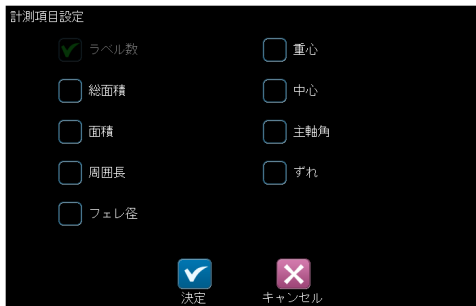 計測項目設定
ラベル数
重心
総面積
中心
面積
主軸角
周囲長
ずれ
フェレ径
決定
キャンセル